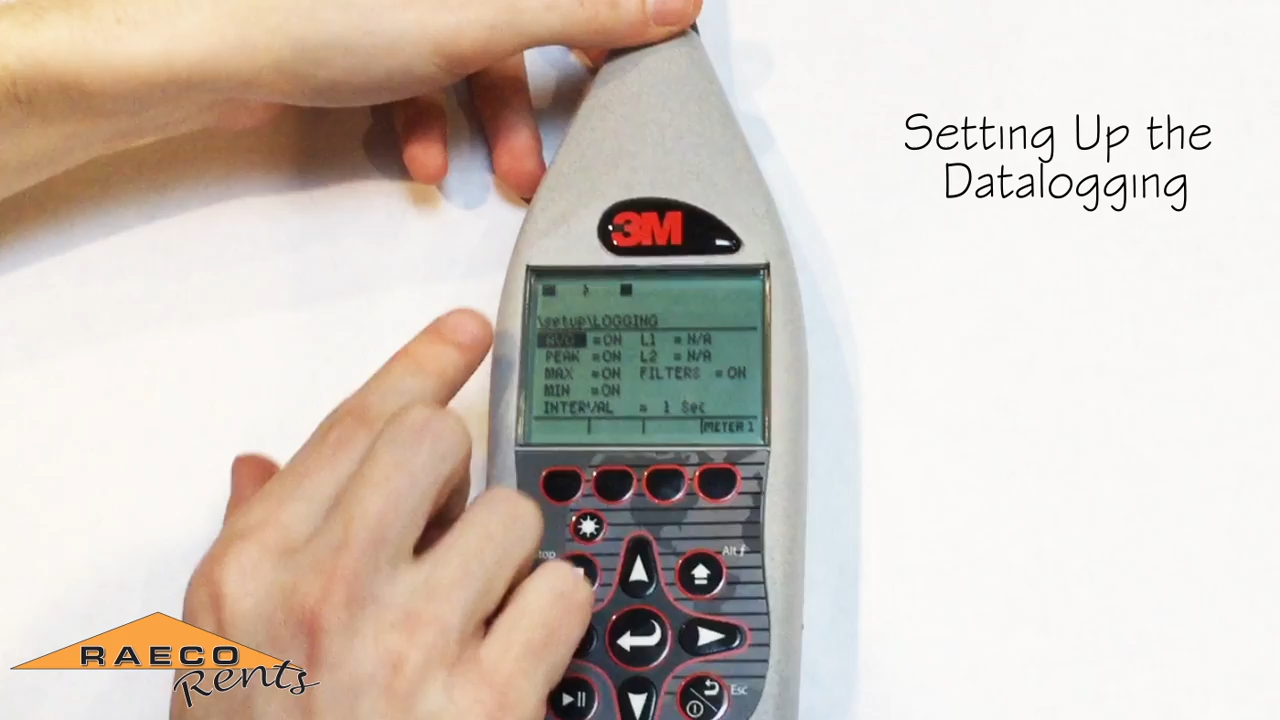 Setting Up the
Datalogging
3M
\setup\LOGGING
AVG =ON L1 = N/A
PEAK =ON L2 = N/A
MAX =ON FILTERS =ON
MIN =ON
INTERVAL = 1 Sec
METER 1
top
Alt f
Esc
RAECO
Rents